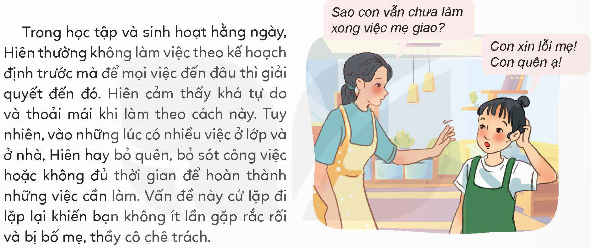 Trong học tập và sinh hoạt hằng ngày,
Hiên thường không làm việc theo kế hoạch
định trước mà để mọi việc đến đâu thì giải
quyết đến đó. Hiên cảm thấy khá tự do
và thoải mái khi làm theo cách này. Tuy
nhiên, vào những lúc có nhiều việc ở lớp và
ở nhà, Hiên hay bỏ quên, bỏ sót công việc
hoặc không đủ thời gian để hoàn thành
những việc cần làm. Vấn đề này cứ lặp đi
lặp lại khiến bạn không ít lần gặp rắc rối
và bị bố mẹ, thầy cô chê trách.
Sao con vẫn chưa làm
xong việc mẹ giao?
Con xin lỗi mẹ!
Con quên ạ!